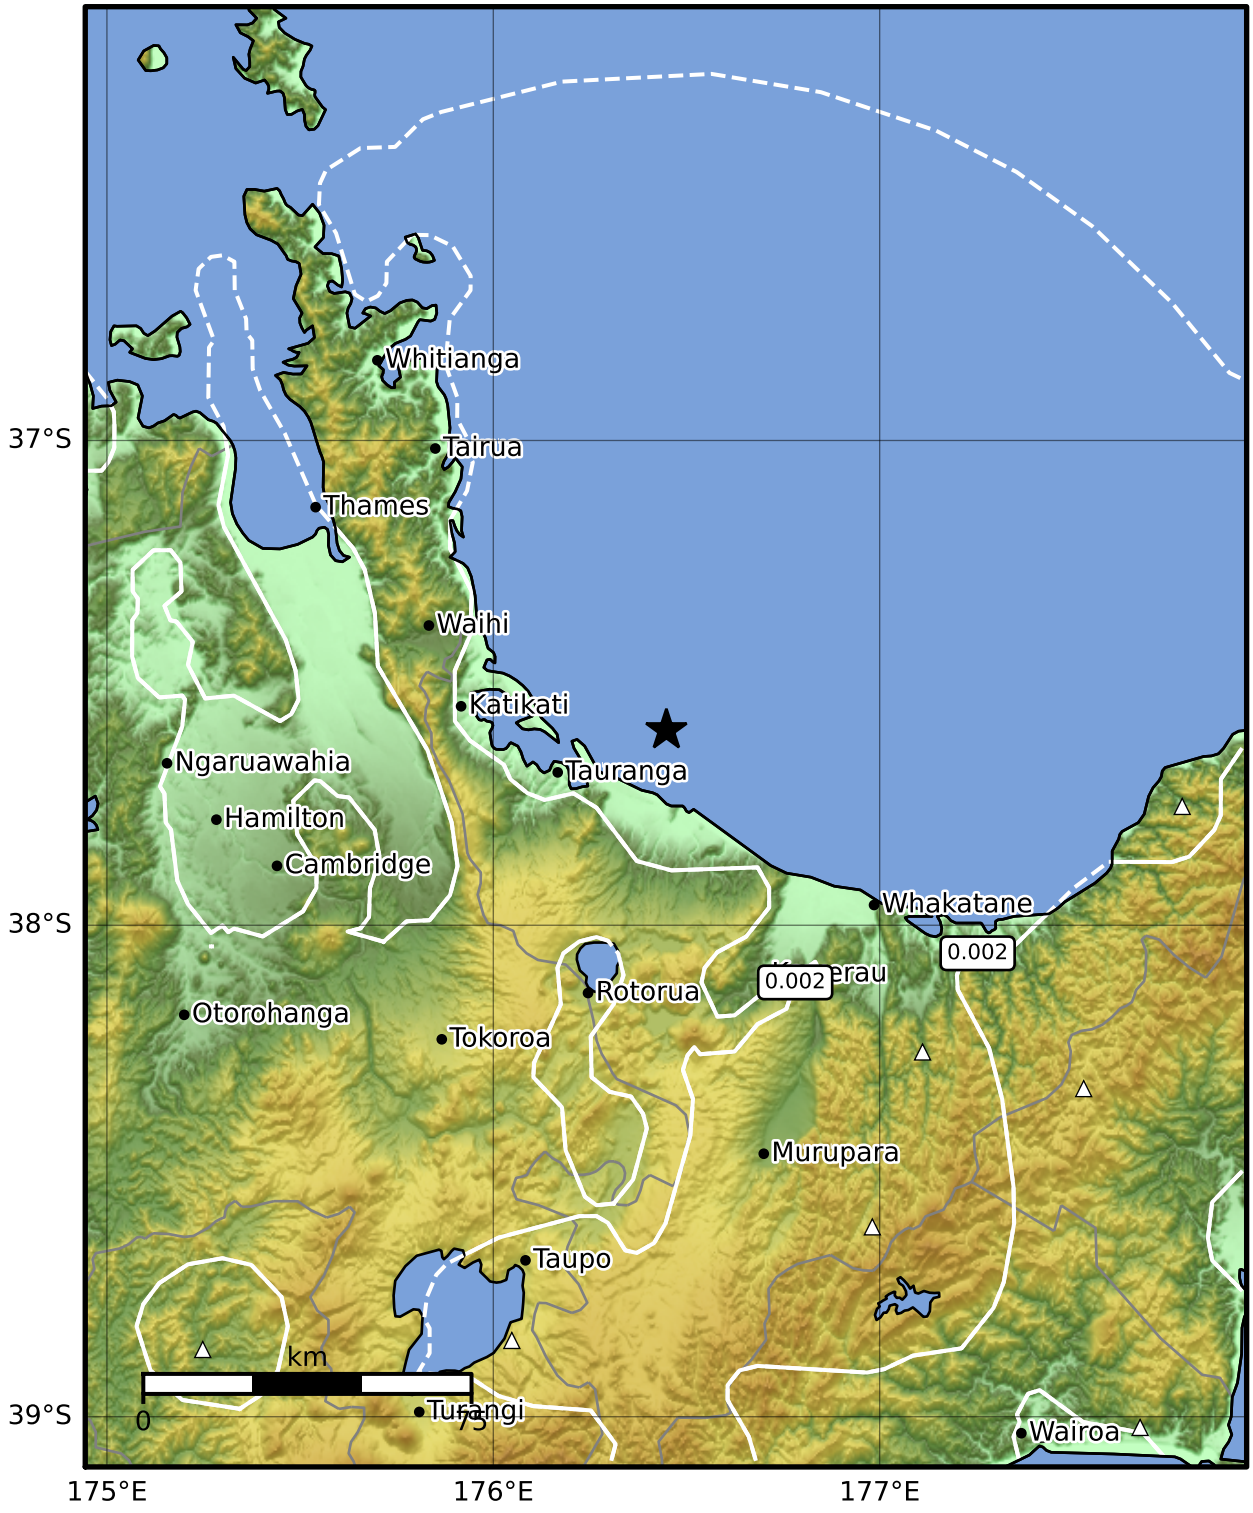 Whitianga
37°S
Tairua
Thames
Waihi
Katikati
Ngaruawahia
Tauranga
Hamilton
Cambridge
Whakatane
38°S
0.002
0.002
erau
Rotorua
Otorohanga
Tokoroa
Murupara
Taupo
km
Turangi
0
75
39°S
Wairoa
175°E
176°E
177°E